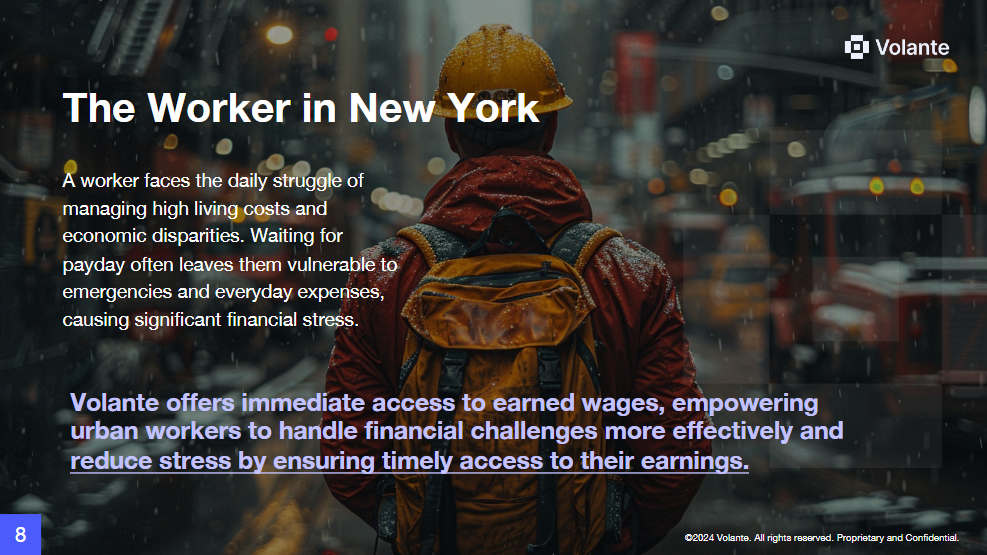 Volante
The Worker in New York
A worker faces the daily struggle of
managing high living costs and
economic disparities. Waiting for
payday often leaves them vulnerable to
emergencies and everyday expenses,
causing significant financial stress.
Volante offers immediate access to earned wages, empowering
urban workers to handle financial challenges more effectively and
reduce stress by ensuring timely access to their earnings.
8
©2024 Volante. All rights reserved. Proprietary and Confidential.